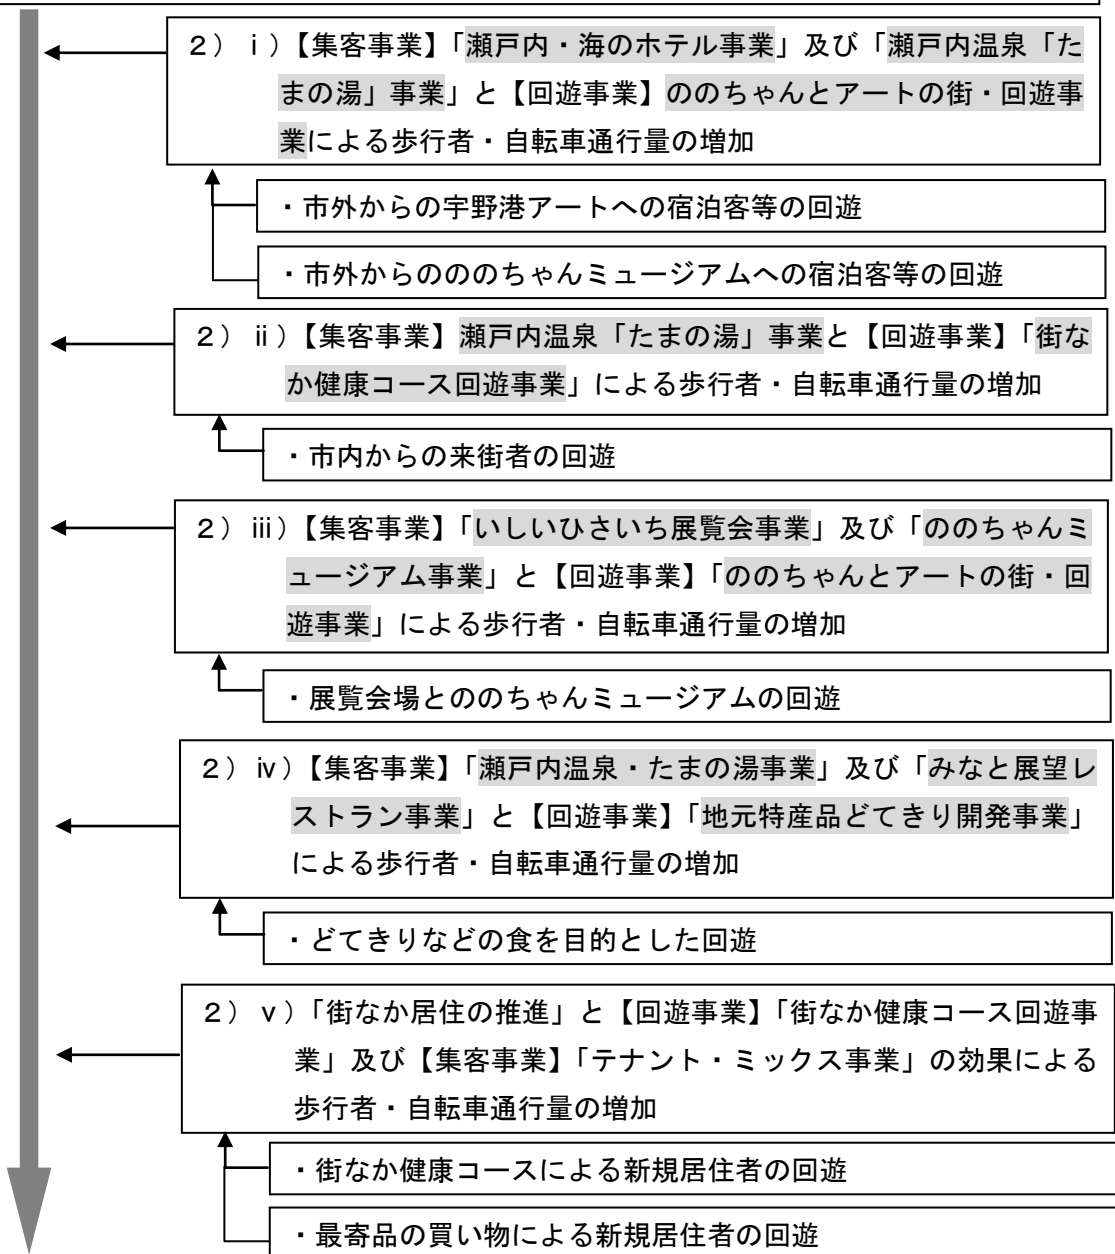 2)ⅰ)【集客事業】「瀬戸内・海のホテル事業」及び「瀬戸内温泉「た
まの湯」事業」と【回遊事業】ののちゃんとアートの街・回遊事
業による歩行者・自転車通行量の増加
・市外からの宇野港アートへの宿泊客等の回遊
・市外からのののちゃんミュージアムへの宿泊客等の回遊
2)ⅱ)【集客事業】瀬戸内温泉「たまの湯」事業と【回遊事業】「街な
か健康コース回遊事業」による歩行者・自転車通行量の増加
・市内からの来街者の回遊
2)ⅲ)【集客事業】「いしいひさいち展覧会事業」及び「ののちゃんミ
ュージアム事業」と【回遊事業】「ののちゃんとアートの街・回
遊事業」による歩行者・自転車通行量の増加
・展覧会場とののちゃんミュージアムの回遊
2)ⅳ)【集客事業】「瀬戸内温泉・たまの湯事業」及び「みなと展望レ
ストラン事業」と【回遊事業】「地元特産品どてきり開発事業」
による歩行者・自転車通行量の増加
・どてきりなどの食を目的とした回遊
2)ⅴ)「街なか居住の推進」と【回遊事業】「街なか健康コース回遊事
業」及び【集客事業】「テナント・ミックス事業」の効果による
歩行者・自転車通行量の増加
・街なか健康コースによる新規居住者の回遊
・最寄品の買い物による新規居住者の回遊